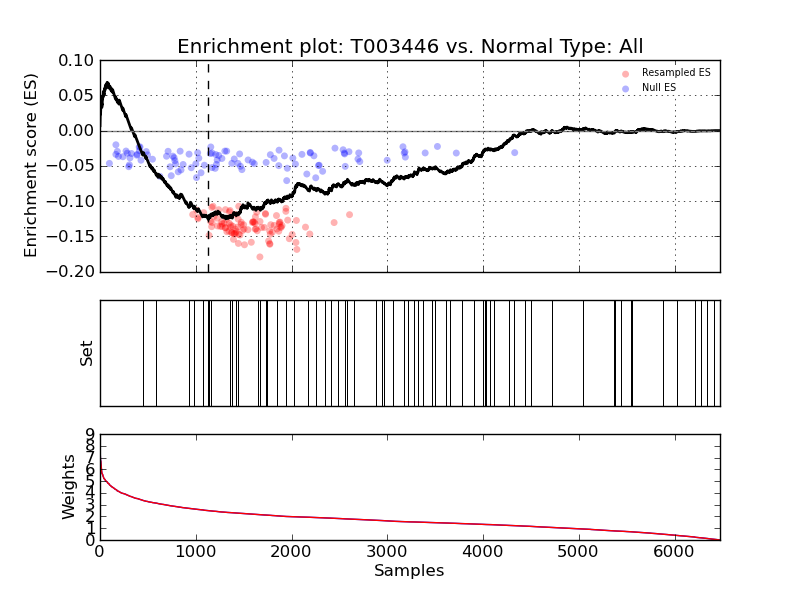 Enrichment plot: T003446 vs. Normal Type: All
Enrichment score (ES)
0.10
0.05
0.00
−0.05
−0.10
−0.15
−0.20
Resampled ES
Null ES
Set
Weights
9
8
7
6
5
4
3
2
1
0
0 1000 2000 3000 4000 5000 6000
Samples